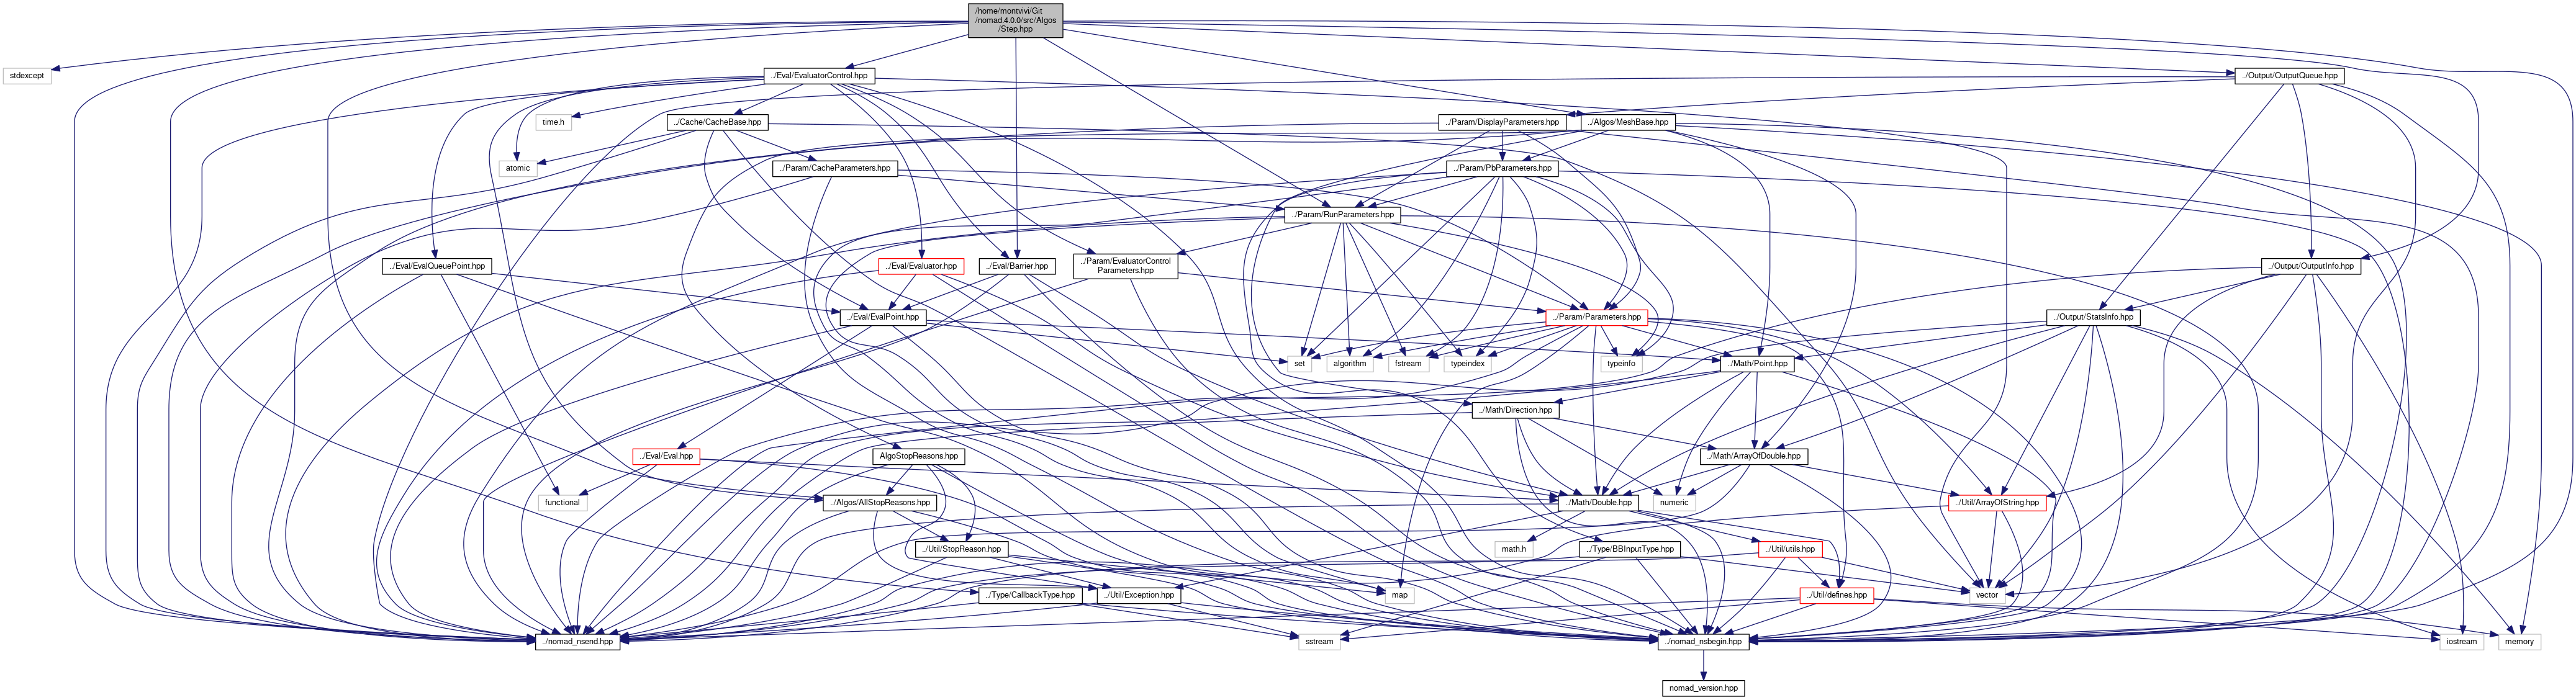 /home/montvivi/Git
/nomad.4.0.0/src/Algos
/Step.hpp
stdexcept
../Eval/EvaluatorControl.hpp
../Output/OutputQueue.hpp
time.h
../Cache/CacheBase.hpp
../Param/DisplayParameters.hpp
../Algos/MeshBase.hpp
atomic
../Param/CacheParameters.hpp
../Param/PbParameters.hpp
../Param/RunParameters.hpp
../Eval/EvalQueuePoint.hpp
../Eval/Evaluator.hpp
../Eval/Barrier.hpp
../Param/EvaluatorControl
Parameters.hpp
../Output/OutputInfo.hpp
../Eval/EvalPoint.hpp
../Param/Parameters.hpp
../Output/StatsInfo.hpp
set
algorithm
fstream
typeindex
typeinfo
../Math/Point.hpp
../Math/Direction.hpp
../Eval/Eval.hpp
AlgoStopReasons.hpp
../Math/ArrayOfDouble.hpp
functional
../Algos/AllStopReasons.hpp
../Math/Double.hpp
numeric
../Util/ArrayOfString.hpp
../Util/StopReason.hpp
math.h
../Type/BBInputType.hpp
../Util/utils.hpp
../Type/CallbackType.hpp
../Util/Exception.hpp
map
../Util/defines.hpp
vector
../nomad_nsend.hpp
sstream
../nomad_nsbegin.hpp
iostream
memory
nomad_version.hpp